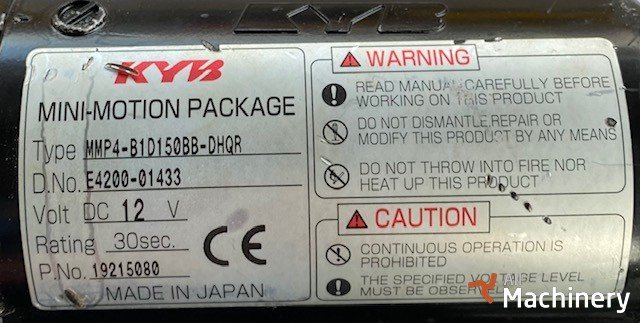 KYB
KYB
MINI-MOTION PACKAGE
Type MMP4-B1D150BB-DHQR
D.No. E4200-01433
Volt DC 12 V
Rating 30sec.
P.No. 19215080
CE
MADE IN JAPAN
WARNING
READ MANUAL CAREFULLY BEFORE
WORKING ON THIS PRODUCT
DO NOT DISMANTLE REPAIR OR
MODIFY THIS PRODUCT BY ANY MEANS
DO NOT THROW INTO FIRE NOR
HEAT UP THIS PRODUCT
CAUTION
CONTINUOUS OPERATION IS
PROHIBITED
THE SPECIFIED VOLTAGE LEVEL
MUST BE OBSERVED
Machinery